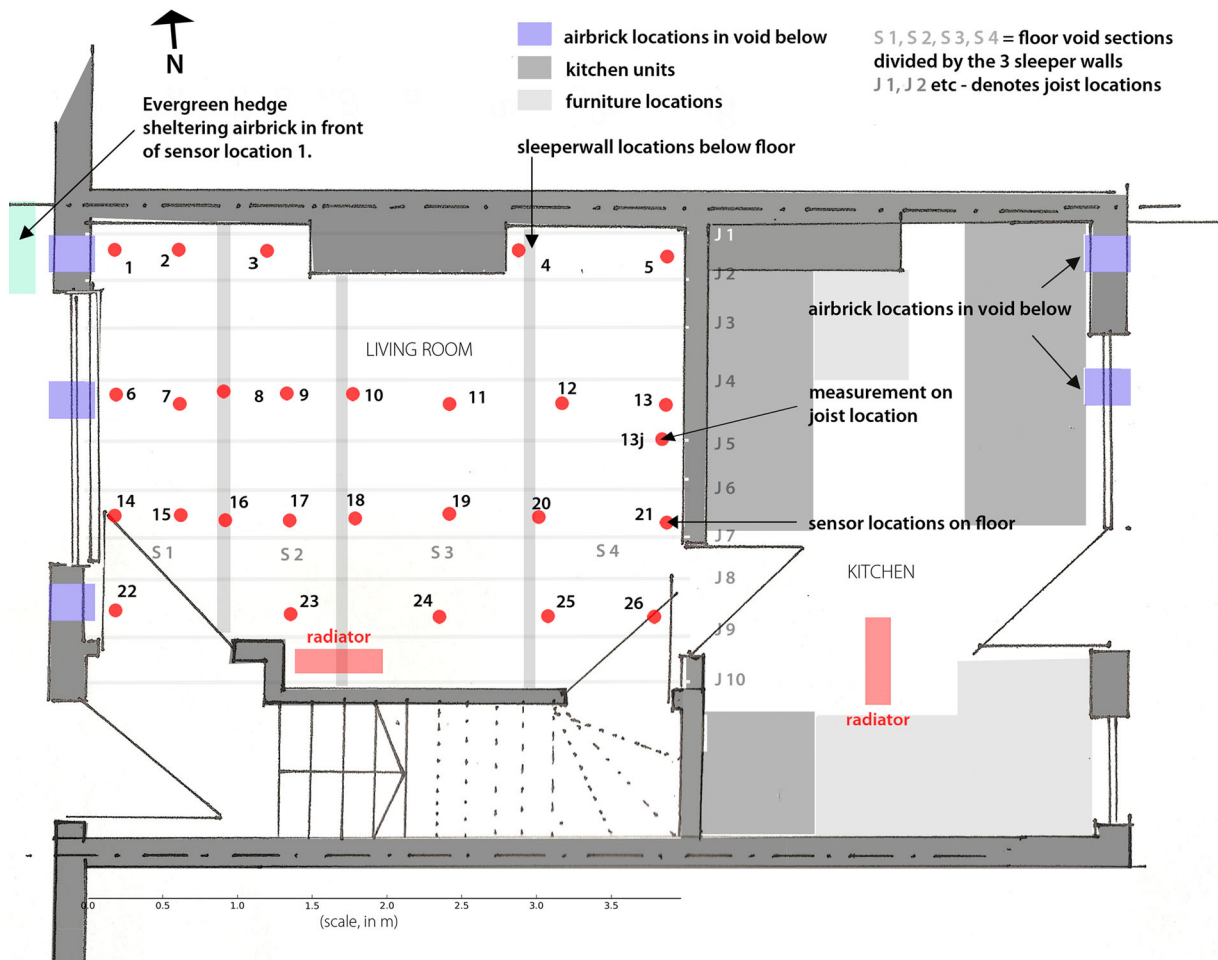 airbrick locations in void below
kitchen units
furniture locations
S 1, S 2, S 3, S 4 = floor void sections
divided by the 3 sleeper walls
J 1, J 2 etc - denotes joist locations
N
Evergreen hedge
sheltering airbrick in front
of sensor location 1.
sleeperwall locations below floor
1
2
3
4
5
J 1
J 2
airbrick locations in void below
J 3
LIVING ROOM
J 4
6
7
8
9
10
11
12
13
measurement on
joist location
13j
J 5
J 6
14
15
16
17
18
19
20
21
sensor locations on floor
J 7
S 1
S 2
S 3
S 4
J 8
KITCHEN
22
23
24
25
26
J 9
radiator
J 10
radiator
0.0 0.5 1.0 1.5 2.0 2.5 3.0 3.5
(scale, in m)